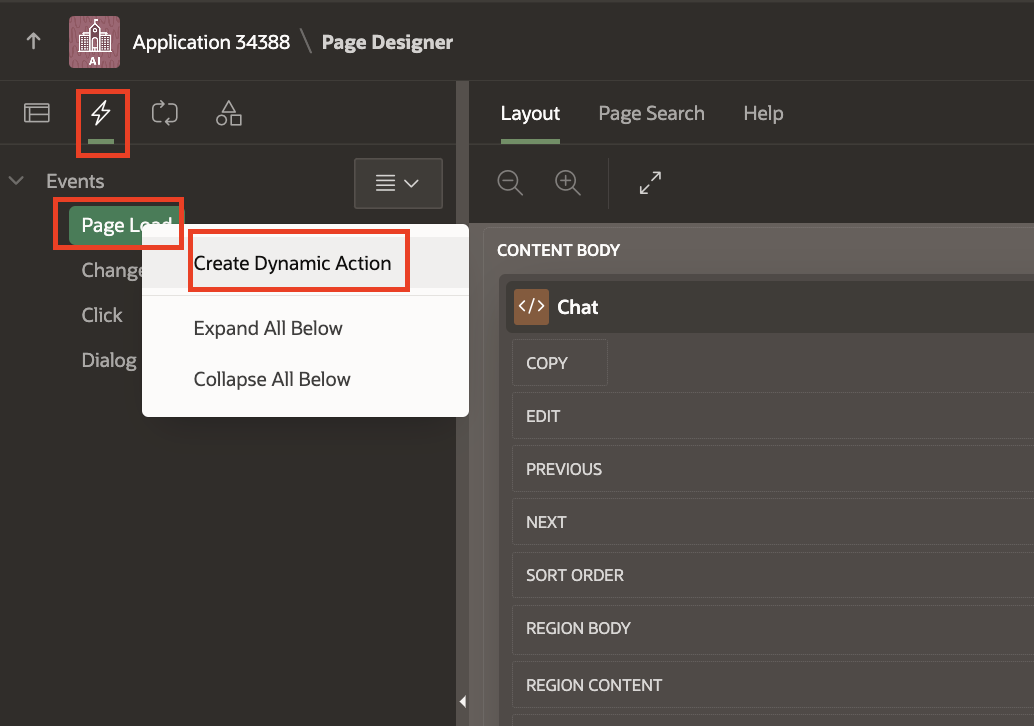 AI
Application 34388 \ Page Designer
Layout Page Search Help
Events
Page Load
Create Dynamic Action
Change
Click
Dialog
Expand All Below
Collapse All Below
CONTENT BODY
</> Chat
COPY
EDIT
PREVIOUS
NEXT
SORT ORDER
REGION BODY
REGION CONTENT